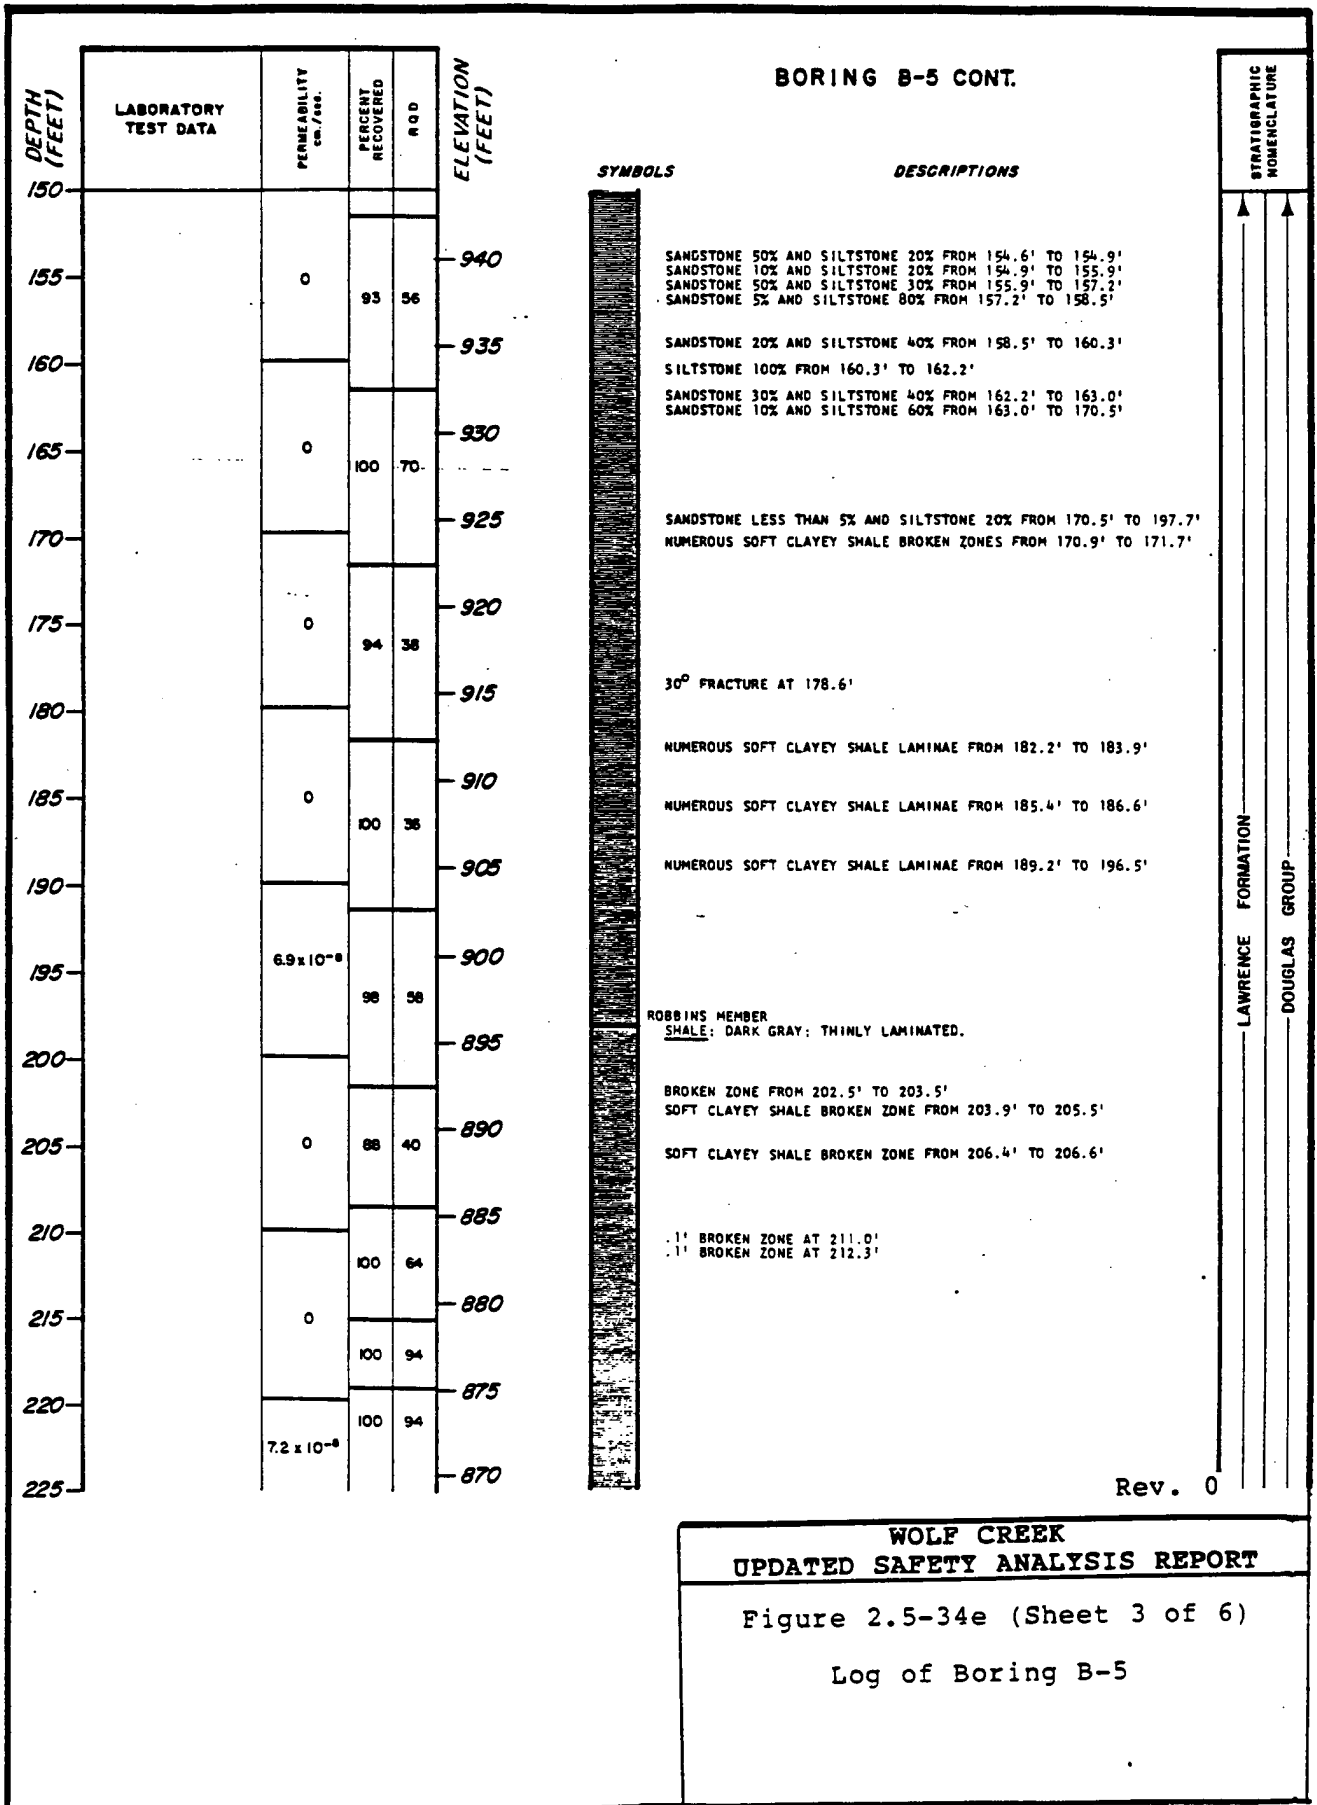 BORING B-5 CONT.
DEPTH (FEET)
LABORATORY
TEST DATA
PERMEABILITY
cm./sec.
PERCENT
RECOVERED
RQD
ELEVATION
(FEET)
STRATIGRAPHIC
NOMENCLATURE
SYMBOLS
DESCRIPTIONS
150
940
SANDSTONE 50% AND SILTSTONE 20% FROM 154.6' TO 154.9'
SANDSTONE 10% AND SILTSTONE 20% FROM 154.9' TO 155.9'
155
0
SANDSTONE 50% AND SILTSTONE 30% FROM 155.9' TO 157.2'
93
56
SANDSTONE 5% AND SILTSTONE 80% FROM 157.2' TO 158.5'
935
SANDSTONE 20% AND SILTSTONE 40% FROM 158.5' TO 160.3'
160
SILTSTONE 100% FROM 160.3' TO 162.2'
SANDSTONE 30% AND SILTSTONE 40% FROM 162.2' TO 163.0'
SANDSTONE 10% AND SILTSTONE 60% FROM 163.0' TO 170.5'
930
165
0
100
70
925
SANDSTONE LESS THAN 5% AND SILTSTONE 20% FROM 170.5' TO 197.7'
170
NUMEROUS SOFT CLAYEY SHALE BROKEN ZONES FROM 170.9' TO 171.7'
920
175
0
94
915
30° FRACTURE AT 178.6'
180
NUMEROUS SOFT CLAYEY SHALE LAMINAE FROM 182.2' TO 183.9'
910
185
0
NUMEROUS SOFT CLAYEY SHALE LAMINAE FROM 185.4' TO 186.6'
100
905
NUMEROUS SOFT CLAYEY SHALE LAMINAE FROM 189.2' TO 196.5'
190
LAWRENCE FORMATION
DOUGLAS GROUP
900
195
98
ROBBINS MEMBER
SHALE: DARK GRAY; THINLY LAMINATED.
895
200
BROKEN ZONE FROM 202.5' TO 203.5'
SOFT CLAYEY SHALE BROKEN ZONE FROM 203.9' TO 205.5'
890
205
0
88
40
SOFT CLAYEY SHALE BROKEN ZONE FROM 206.4' TO 206.6'
885
210
.1' BROKEN ZONE AT 211.0'
.1' BROKEN ZONE AT 212.3'
100
64
880
215
0
100
94
875
220
100
94
870
225
Rev. 0
WOLF CREEK
UPDATED SAFETY ANALYSIS REPORT
Figure 2.5-34e (Sheet 3 of 6)
Log of Boring B-5